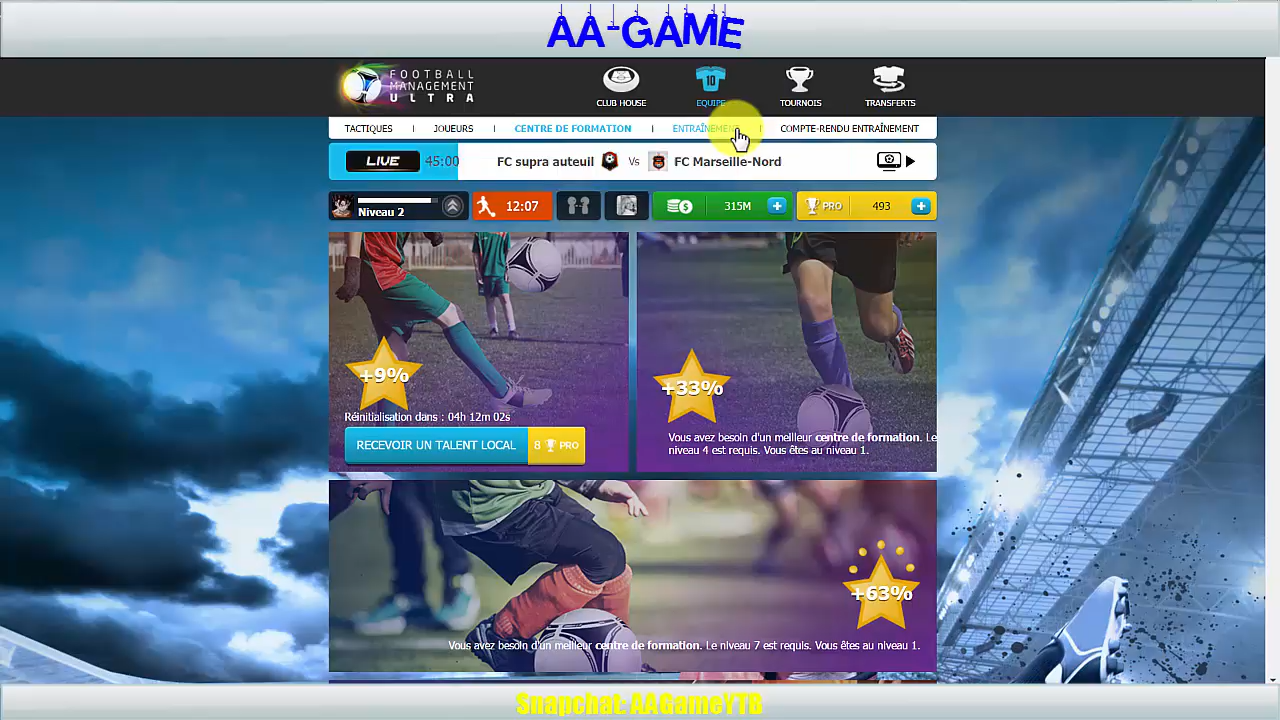 AA-GAME
FOOTBALL
MANAGEMENT
ULTRA
CLUB HOUSE
EQUIPE
TOURNOIS
TRANSFERTS
10
TACTIQUES
JOUEURS
CENTRE DE FORMATION
ENTRAÎNEMENT
COMPTE-RENDU ENTRAÎNEMENT
LIVE 45:00
FC supra auteuil Vs FC Marseille-Nord
Niveau 2
12:07
315M
PRO 493
+9%
Réinitialisation dans : 04h 12m 02s
RECEVOIR UN TALENT LOCAL 8 PRO
+33%
Vous avez besoin d'un meilleur centre de formation. Le
niveau 4 est requis. Vous êtes au niveau 1.
+63%
Vous avez besoin d'un meilleur centre de formation. Le niveau 7 est requis. Vous êtes au niveau 1.
Snapchat: AAGameYTB